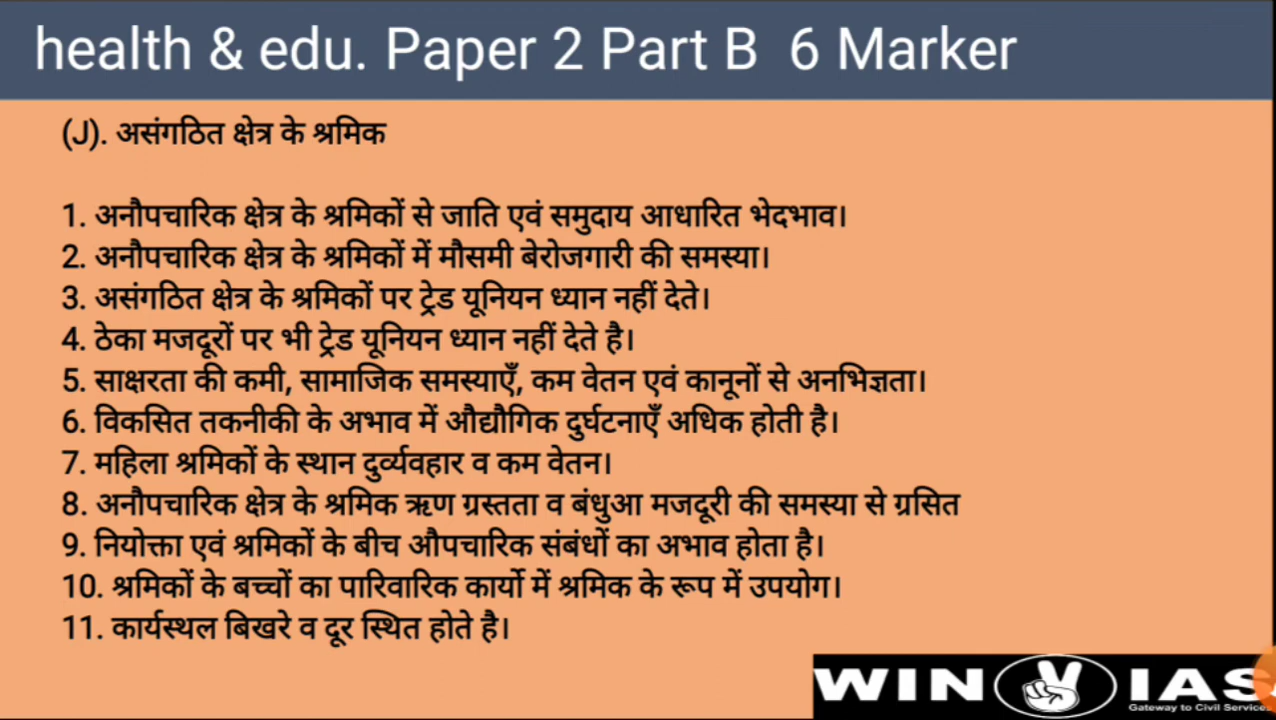 health & edu. Paper 2 Part B 6 Marker
(J). असंगठित क्षेत्र के श्रमिक
1. अनौपचारिक क्षेत्र के श्रमिकों से जाति एवं समुदाय आधारित भेदभाव।
2. अनौपचारिक क्षेत्र के श्रमिकों में मौसमी बेरोजगारी की समस्या।
3. असंगठित क्षेत्र के श्रमिकों पर ट्रेड यूनियन ध्यान नहीं देते।
4. ठेका मजदूरों पर भी ट्रेड यूनियन ध्यान नहीं देते है।
5. साक्षरता की कमी, सामाजिक समस्याएँ, कम वेतन एवं कानूनों से अनभिज्ञता।
6. विकसित तकनीकी के अभाव में औद्यौगिक दुर्घटनाएँ अधिक होती है।
7. महिला श्रमिकों के स्थान दुर्व्यवहार व कम वेतन।
8. अनौपचारिक क्षेत्र के श्रमिक ऋण ग्रस्तता व बंधुआ मजदूरी की समस्या से ग्रसित
9. नियोक्ता एवं श्रमिकों के बीच औपचारिक संबंधों का अभाव होता है।
10. श्रमिकों के बच्चों का पारिवारिक कार्यो में श्रमिक के रूप में उपयोग।
11. कार्यस्थल बिखरे व दूर स्थित होते है।
WIN IAS
Gateway to Civil Services